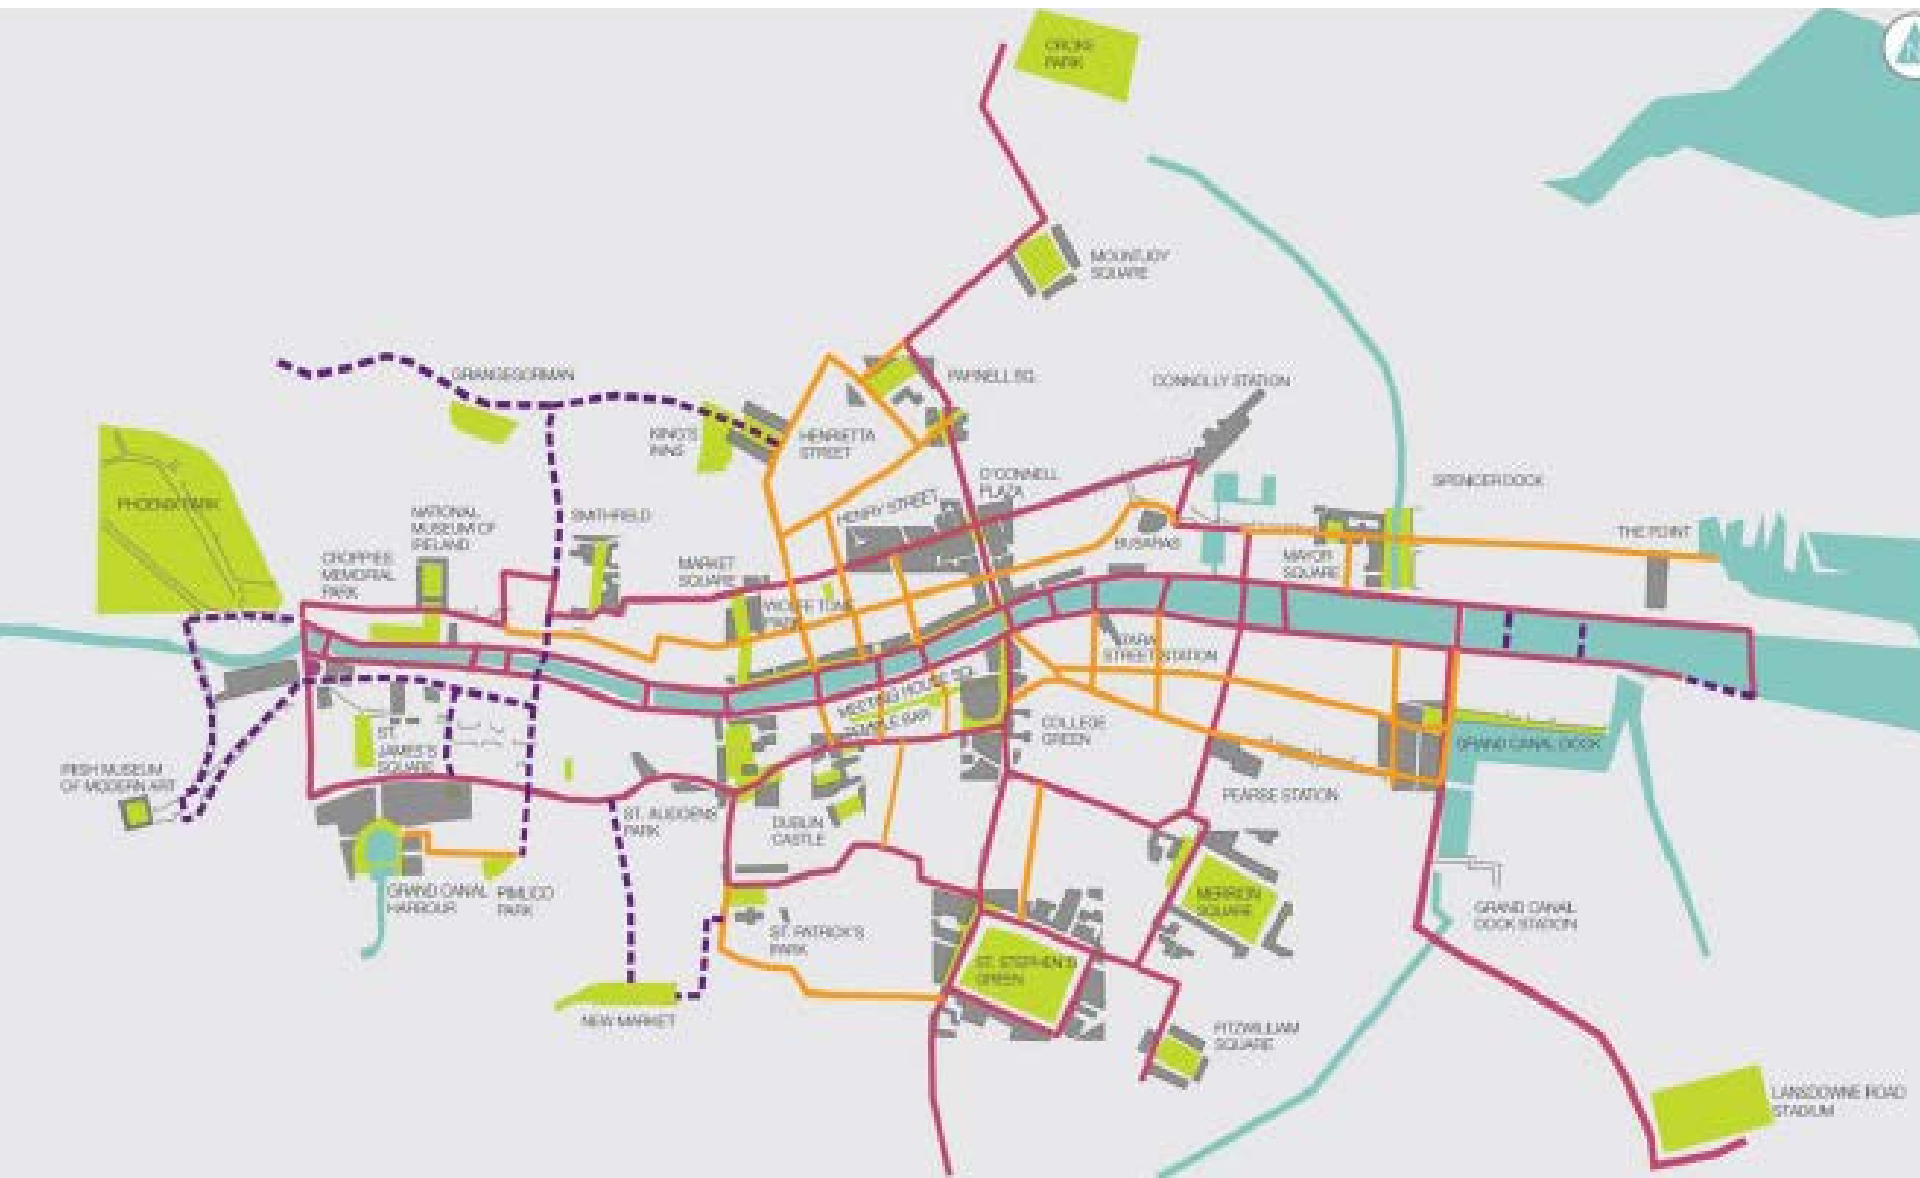 CROKE
PARK
N
MOUNTJOY
SQUARE
GRANGEGORMAN
PARNELL SQ.
CONNOLLY STATION
KING'S
INNS
HENRIETTA
STREET
O'CONNELL
PLAZA
SPENCER DOCK
PHOENIX PARK
NATIONAL
MUSEUM OF
IRELAND
SMITHFIELD
HENRY STREET
THE POINT
CROPPIES
MEMORIAL
PARK
MARKET
SQUARE
BUSARAS
MAYOR
SQUARE
WOLFE TONE
PARK
TARA
STREET STATION
MEETING HOUSE SQ.
TEMPLE BAR
COLLEGE
GREEN
ST.
JAMES'S
SQUARE
GRAND CANAL DOCK
IRISH MUSEUM
OF MODERN ART
PEARSE STATION
ST. AUDOENS
PARK
DUBLIN
CASTLE
GRAND CANAL
HARBOUR
PIMLICO
PARK
MERRION
SQUARE
GRAND CANAL
DOCK STATION
ST. PATRICK'S
PARK
ST. STEPHEN'S
GREEN
NEW MARKET
FITZWILLIAM
SQUARE
LANSDOWNE ROAD
STADIUM